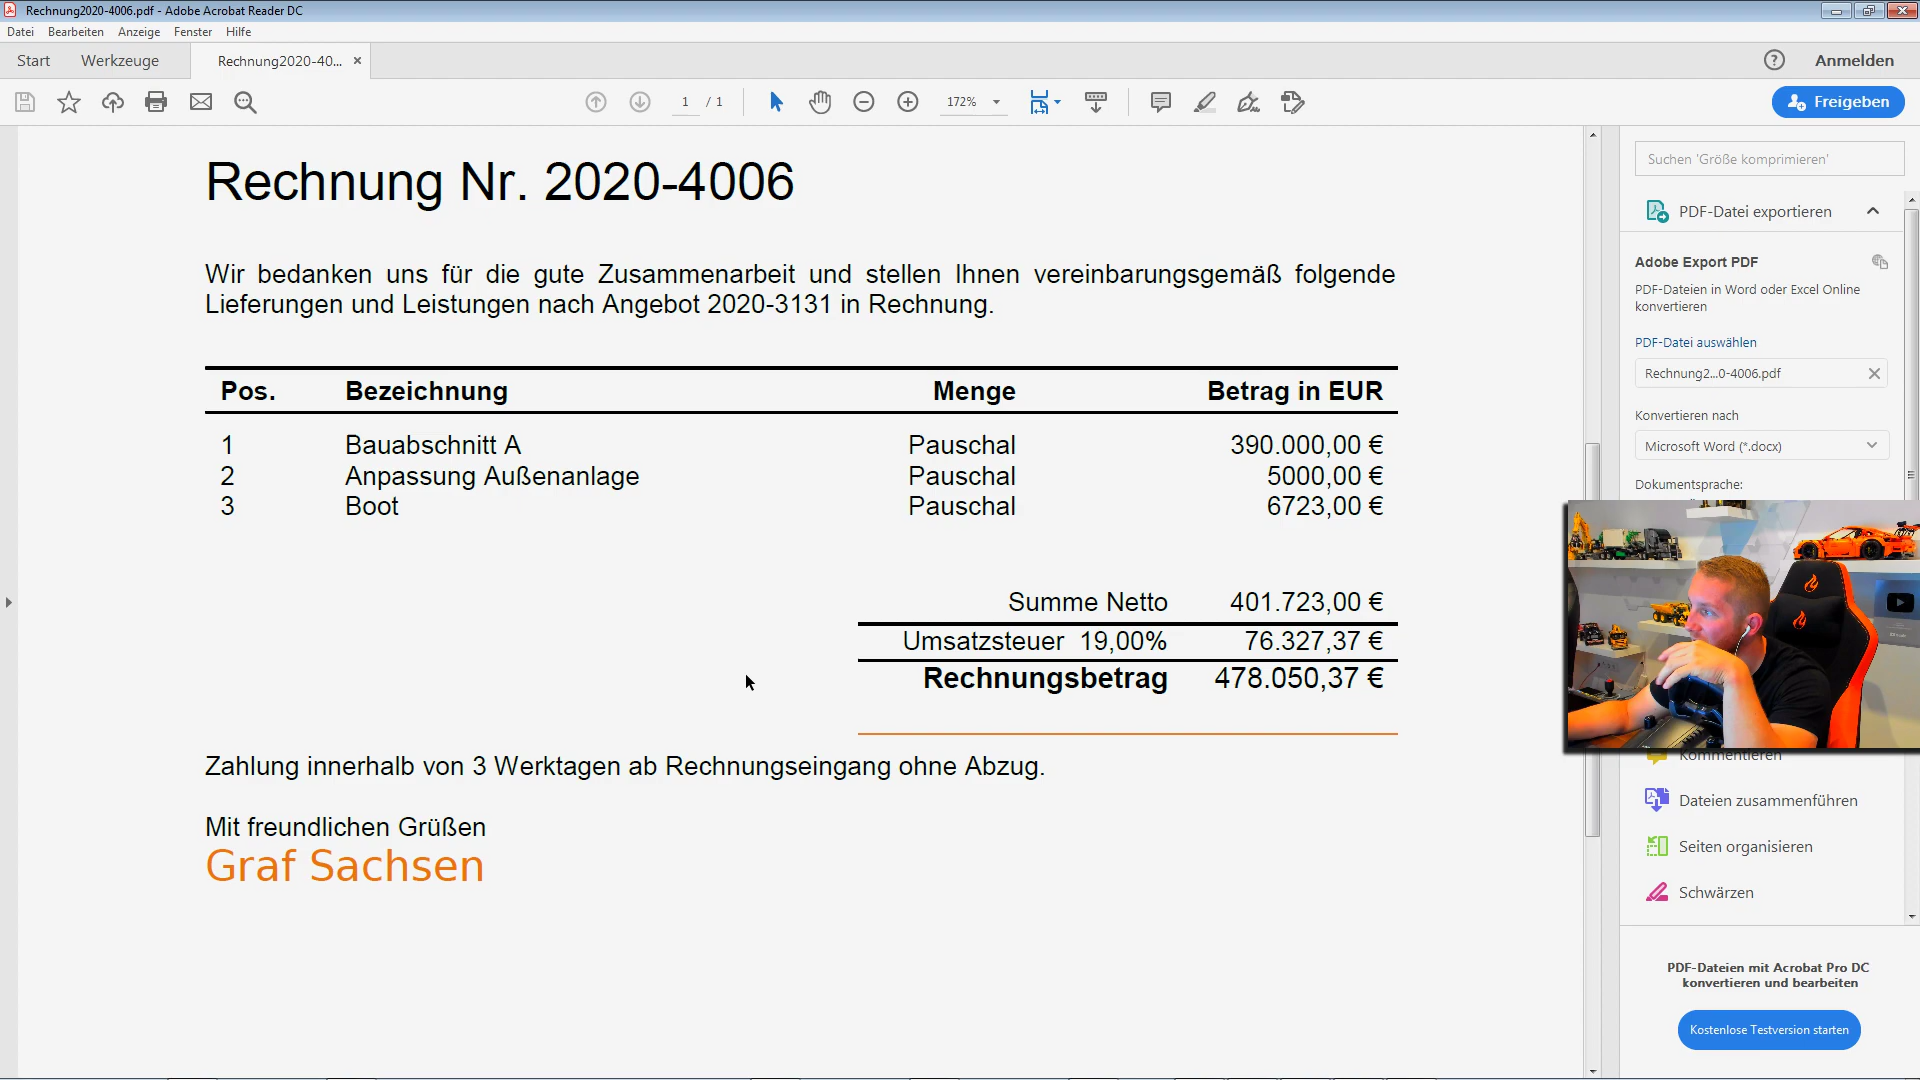 Rechnung2020-4006.pdf - Adobe Acrobat Reader DC
Datei Bearbeiten Anzeige Fenster Hilfe
Start Werkzeuge Rechnung2020-40... × ? Anmelden
1 / 1 172% Freigeben
Rechnung Nr. 2020-4006
Wir bedanken uns für die gute Zusammenarbeit und stellen Ihnen vereinbarungsgemäß folgende
Lieferungen und Leistungen nach Angebot 2020-3131 in Rechnung.
Pos. Bezeichnung Menge Betrag in EUR
1 Bauabschnitt A Pauschal 390.000,00 €
2 Anpassung Außenanlage Pauschal 5000,00 €
3 Boot Pauschal 6723,00 €
Summe Netto 401.723,00 €
Umsatzsteuer 19,00% 76.327,37 €
Rechnungsbetrag 478.050,37 €
Zahlung innerhalb von 3 Werktagen ab Rechnungseingang ohne Abzug.
Mit freundlichen Grüßen
Graf Sachsen
Suchen 'Größe komprimieren'
PDF-Datei exportieren
Adobe Export PDF
PDF-Dateien in Word oder Excel Online
konvertieren
PDF-Datei auswählen
Rechnung2...0-4006.pdf
Konvertieren nach
Microsoft Word (*.docx)
Dokumentsprache:
Kommentieren
Dateien zusammenführen
Seiten organisieren
Schwärzen
PDF-Dateien mit Acrobat Pro DC
konvertieren und bearbeiten
Kostenlose Testversion starten